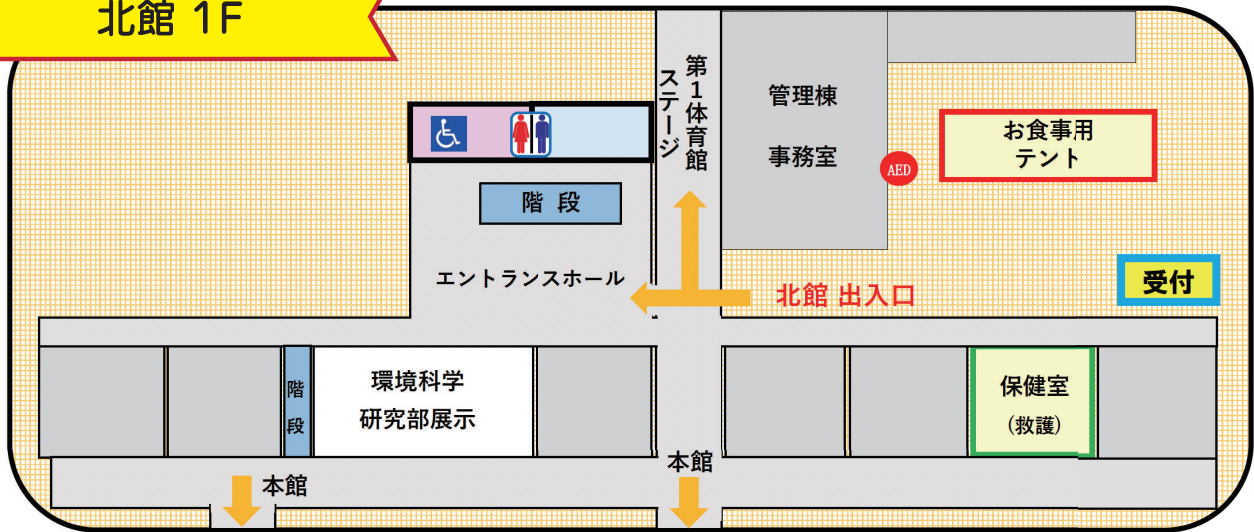 北館 1F
第1体育館
ステージ
管理棟
事務室
AED
お食事用
テント
階 段
エントランスホール
北館 出入口
受付
階
段
環境科学
研究部展示
保健室
(救護)
本館
本館